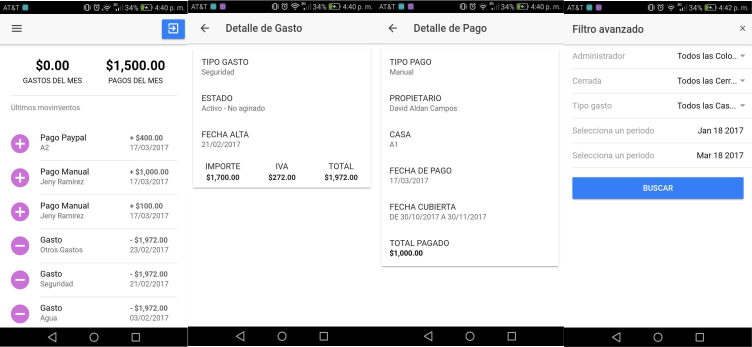 AT&T 34% 4:40 p. m.
$0.00 $1,500.00
GASTOS DEL MES PAGOS DEL MES
Últimos movimientos
Pago Paypal + $400.00
A2 17/03/2017
Pago Manual + $1,000.00
Jeny Ramirez 17/03/2017
Pago Manual + $100.00
Jeny Ramirez 17/03/2017
Gasto - $1,972.00
Otros Gastos 23/02/2017
Gasto - $1,972.00
Seguridad 21/02/2017
Gasto - $1,972.00
Agua 03/02/2017
AT&T 34% 4:40 p. m.
Detalle de Gasto
TIPO GASTO
Seguridad
ESTADO
Activo - No aginado
FECHA ALTA
21/02/2017
IMPORTE IVA TOTAL
$1,700.00 $272.00 $1,972.00
AT&T 34% 4:40 p. m.
Detalle de Pago
TIPO PAGO
Manual
PROPIETARIO
David Aldan Campos
CASA
A1
FECHA DE PAGO
17/03/2017
FECHA CUBIERTA
DE 30/10/2017 A 30/11/2017
TOTAL PAGADO
$1,000.00
AT&T 34% 4:42 p. m.
Filtro avanzado ×
Administrador Todos las Colo...
Cerrada Todos las Cerr...
Tipo gasto Todos las Cas...
Selecciona un periodo Jan 18 2017
Selecciona un periodo Mar 18 2017
BUSCAR